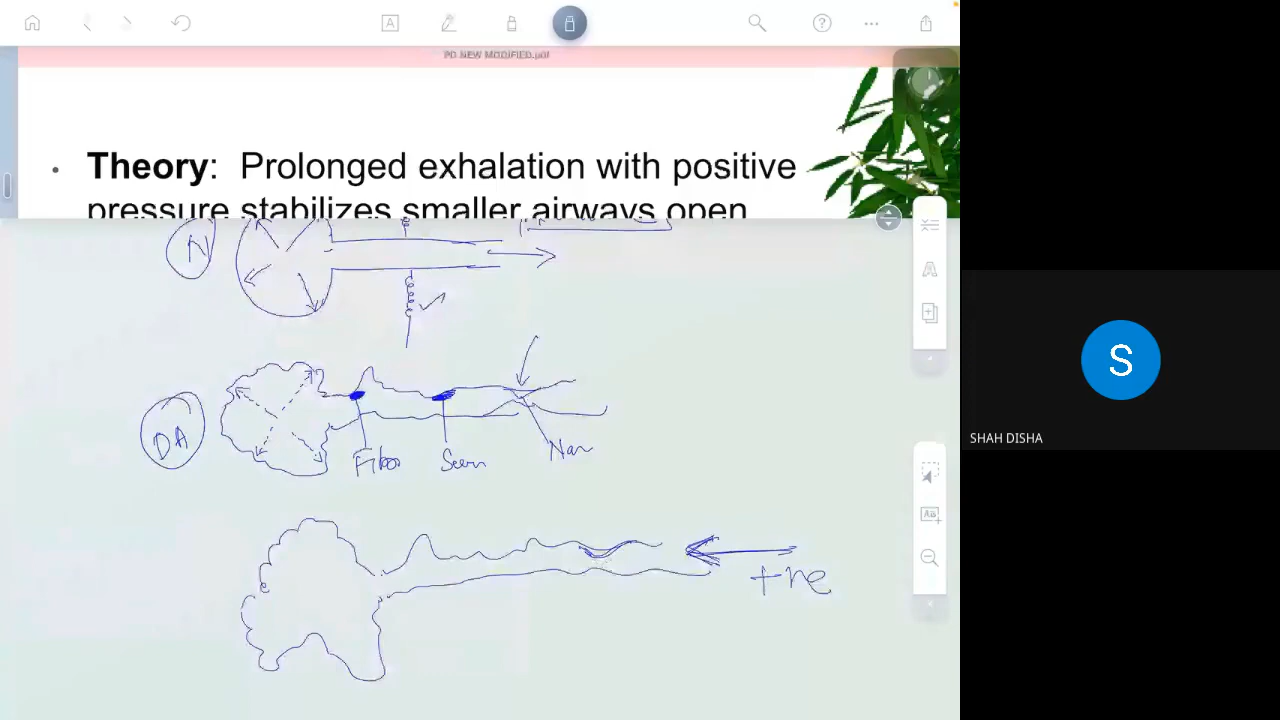 PD NEW MODIFIED.pdf
• Theory: Prolonged exhalation with positive
pressure stabilizes smaller airways open
N
DA
Fibro
Nar
+ve
S
SHAH DISHA